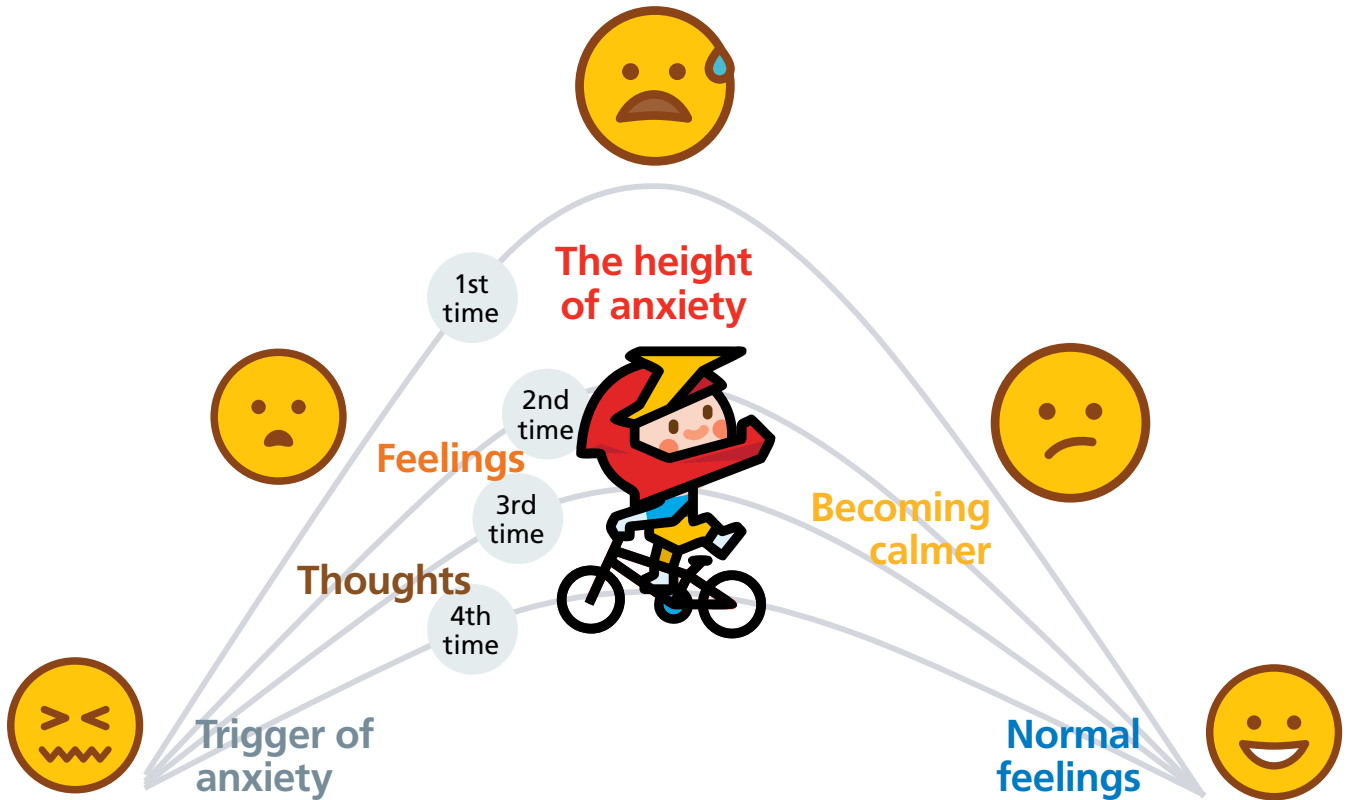 The height
of anxiety
1st
time
2nd
time
Feelings
3rd
time
Becoming
calmer
Thoughts
4th
time
Trigger of
anxiety
Normal
feelings